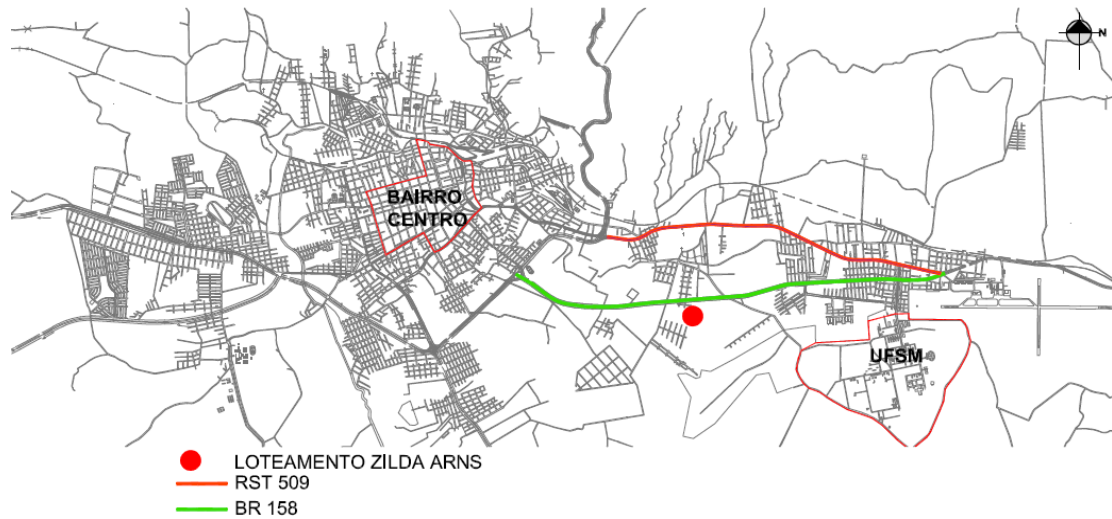 N
BAIRRO
CENTRO
UFSM
LOTEAMENTO ZILDA ARNS
RST 509
BR 158